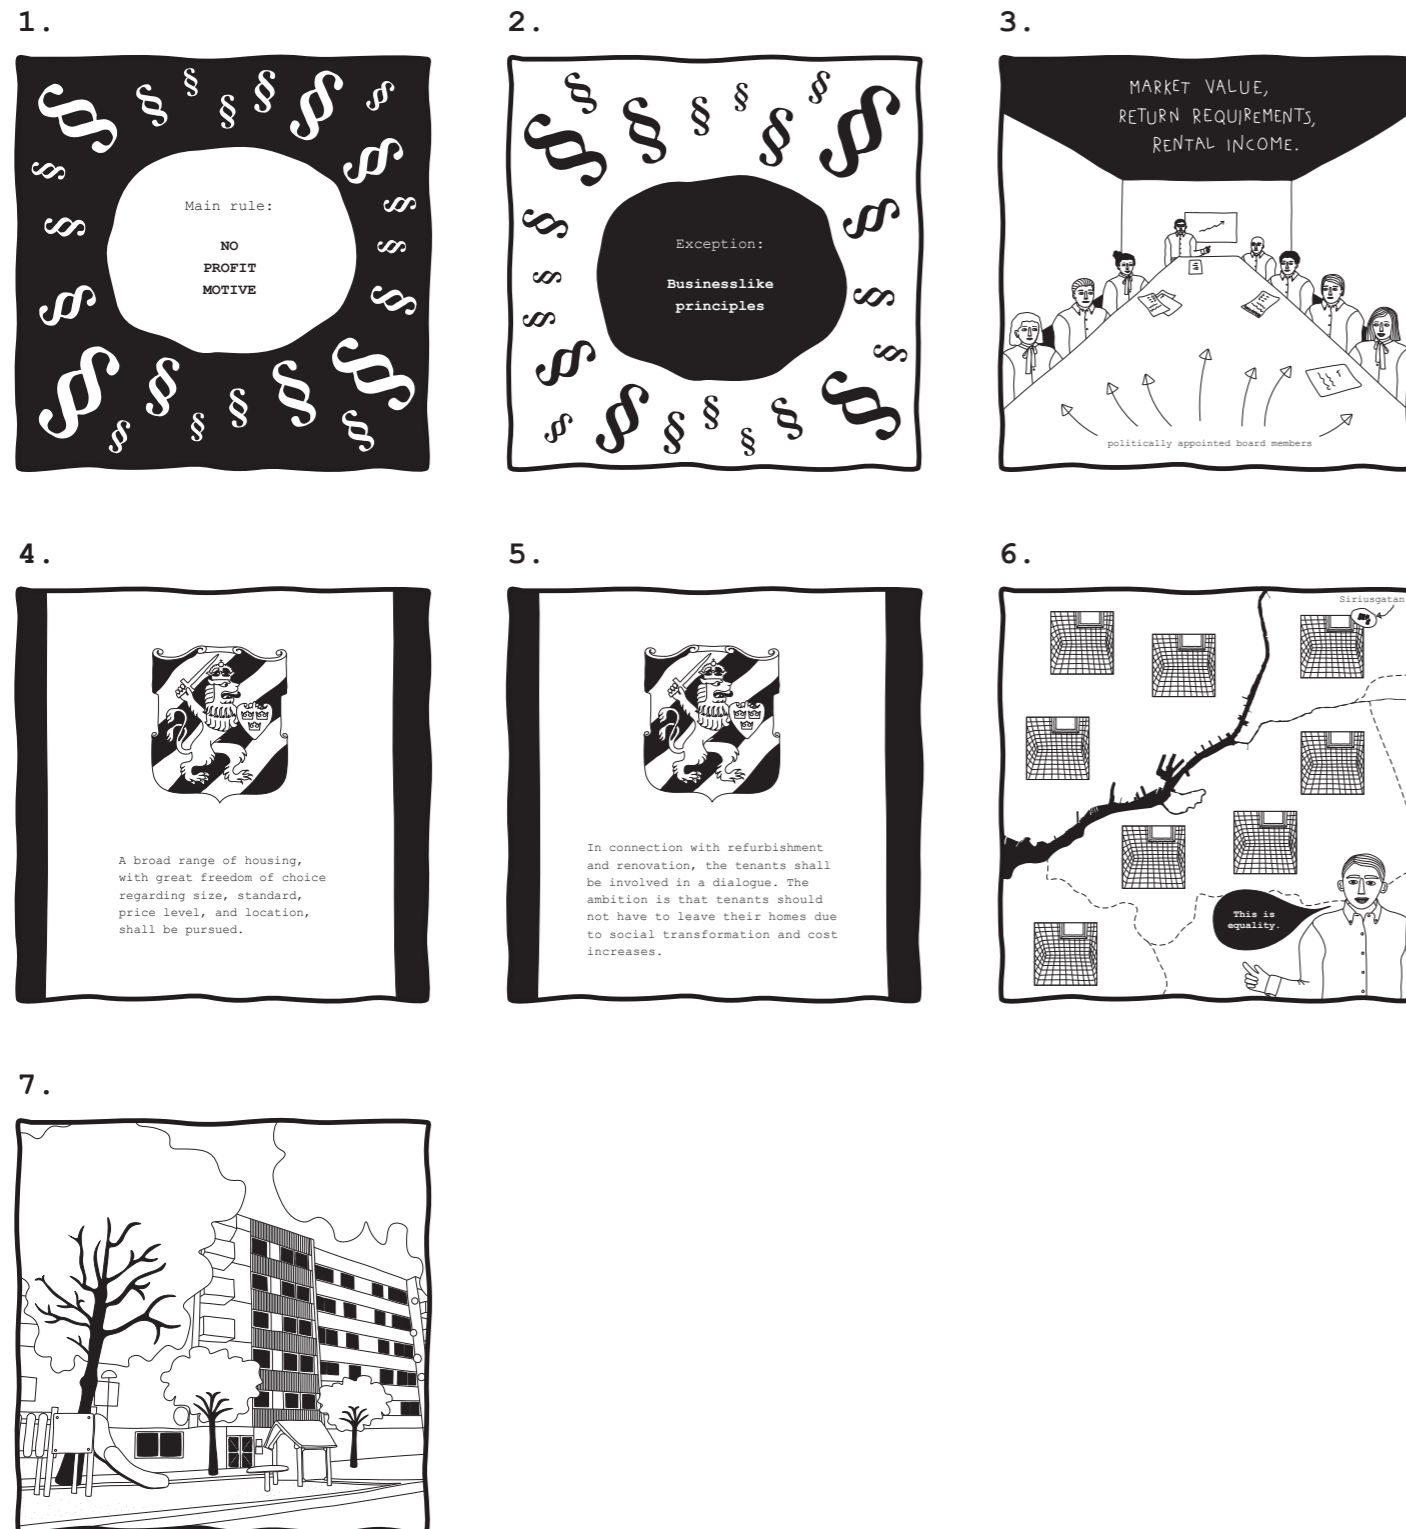 1.
Main rule:
NO
PROFIT
MOTIVE
2.
Exception:
Businesslike
principles
3.
MARKET VALUE,
RETURN REQUIREMENTS,
RENTAL INCOME.
politically appointed board members
4.
A broad range of housing,
with great freedom of choice
regarding size, standard,
price level, and location,
shall be pursued.
5.
In connection with refurbishment
and renovation, the tenants shall
be involved in a dialogue. The
ambition is that tenants should
not have to leave their homes due
to social transformation and cost
increases.
6.
Siriusgatan
This is
equality.
7.